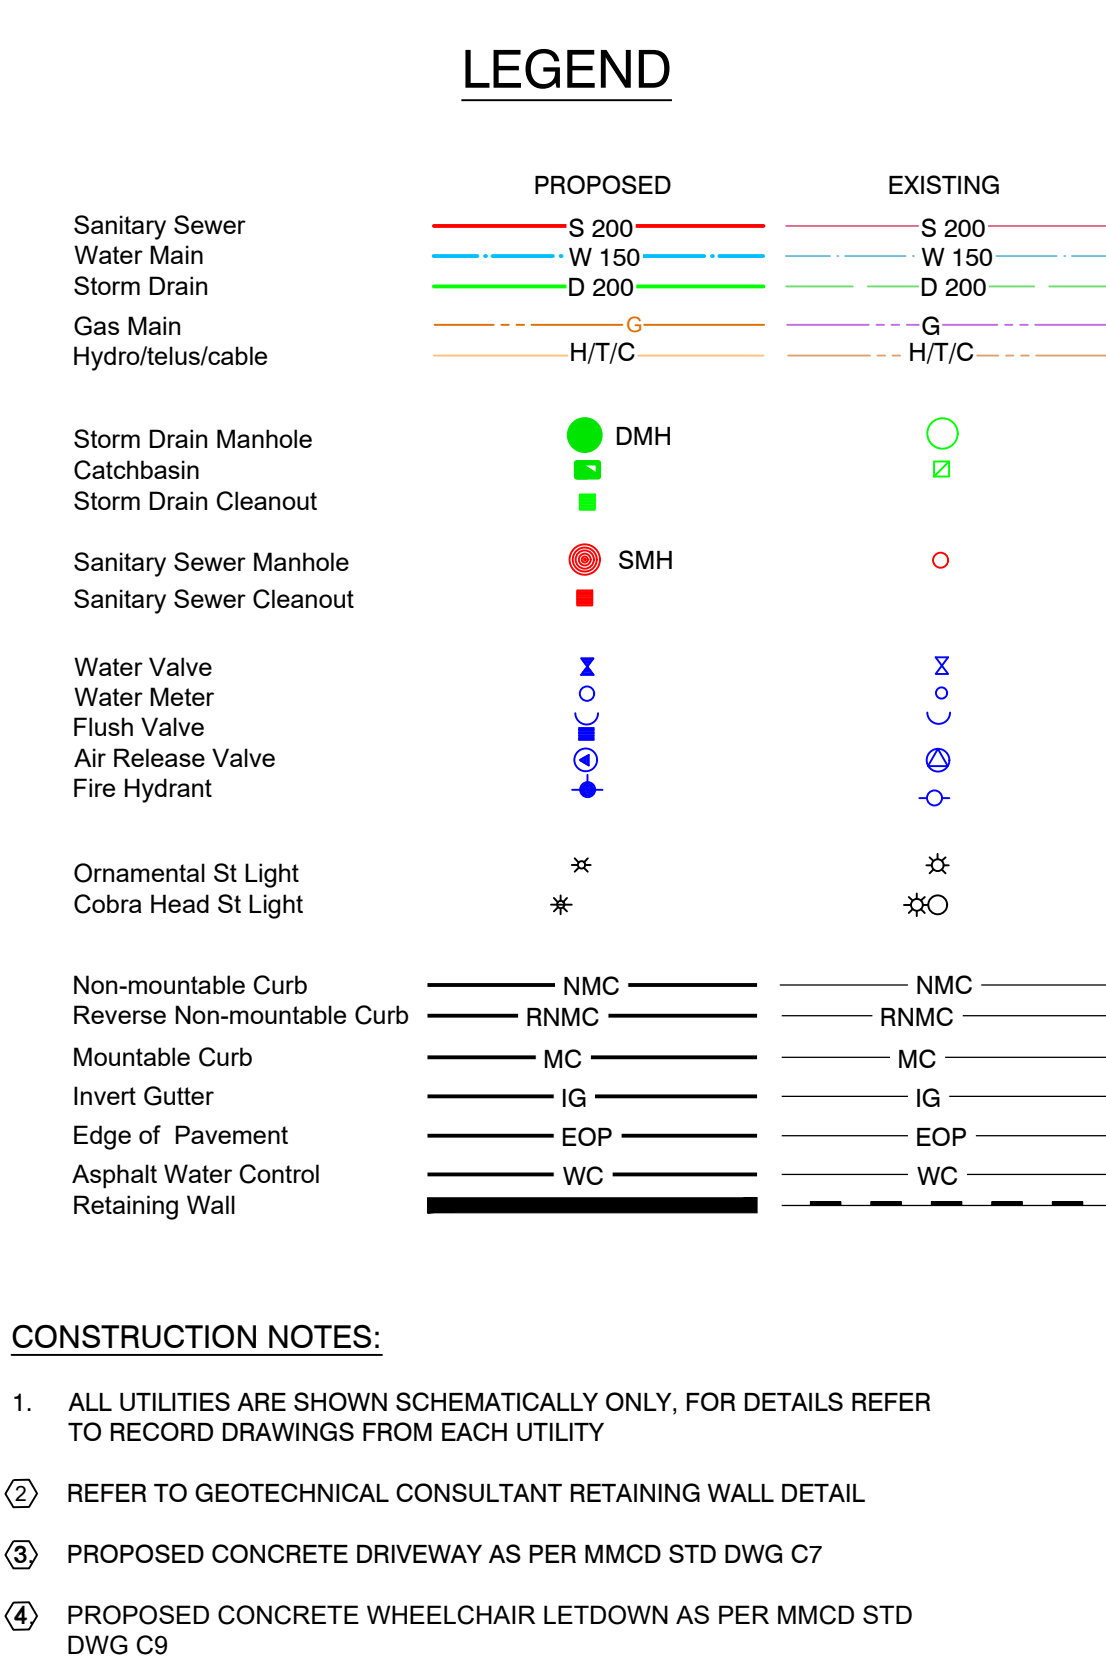 LEGEND
PROPOSED EXISTING
Sanitary Sewer S 200 S 200
Water Main W 150 W 150
Storm Drain D 200 D 200
Gas Main G G
Hydro/telus/cable H/T/C H/T/C
Storm Drain Manhole DMH
Catchbasin
Storm Drain Cleanout
Sanitary Sewer Manhole SMH
Sanitary Sewer Cleanout
Water Valve
Water Meter
Flush Valve
Air Release Valve
Fire Hydrant
Ornamental St Light
Cobra Head St Light
Non-mountable Curb NMC NMC
Reverse Non-mountable Curb RNMC RNMC
Mountable Curb MC MC
Invert Gutter IG IG
Edge of Pavement EOP EOP
Asphalt Water Control WC WC
Retaining Wall
CONSTRUCTION NOTES:
1. ALL UTILITIES ARE SHOWN SCHEMATICALLY ONLY, FOR DETAILS REFER
TO RECORD DRAWINGS FROM EACH UTILITY
2 REFER TO GEOTECHNICAL CONSULTANT RETAINING WALL DETAIL
3. PROPOSED CONCRETE DRIVEWAY AS PER MMCD STD DWG C7
4. PROPOSED CONCRETE WHEELCHAIR LETDOWN AS PER MMCD STD
DWG C9